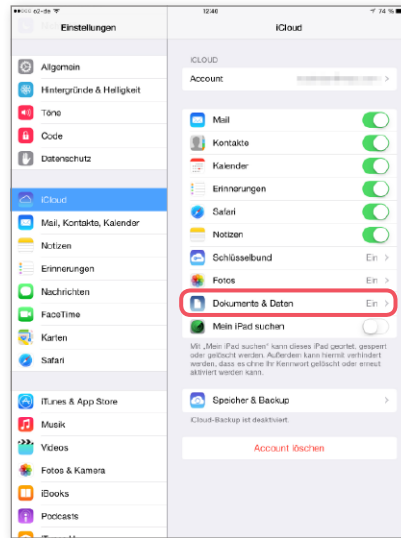 o2-de
12:40
74 %
Einstellungen
iCloud
Allgemein
Hintergründe & Helligkeit
Töne
Code
Datenschutz
iCloud
Mail, Kontakte, Kalender
Notizen
Erinnerungen
Nachrichten
FaceTime
Karten
Safari
iTunes & App Store
Musik
Videos
Fotos & Kamera
iBooks
Podcasts
ICLOUD
Account
Mail
Kontakte
Kalender
Erinnerungen
Safari
Notizen
Schlüsselbund Ein
Fotos Ein
Dokumente & Daten Ein
Mein iPad suchen
Mit „Mein iPad suchen“ kann dieses iPad geortet, gesperrt
oder gelöscht werden. Außerdem kann hiermit verhindert
werden, dass es ohne Ihr Kennwort gelöscht oder erneut
aktiviert werden kann.
Speicher & Backup
iCloud-Backup ist deaktiviert.
Account löschen